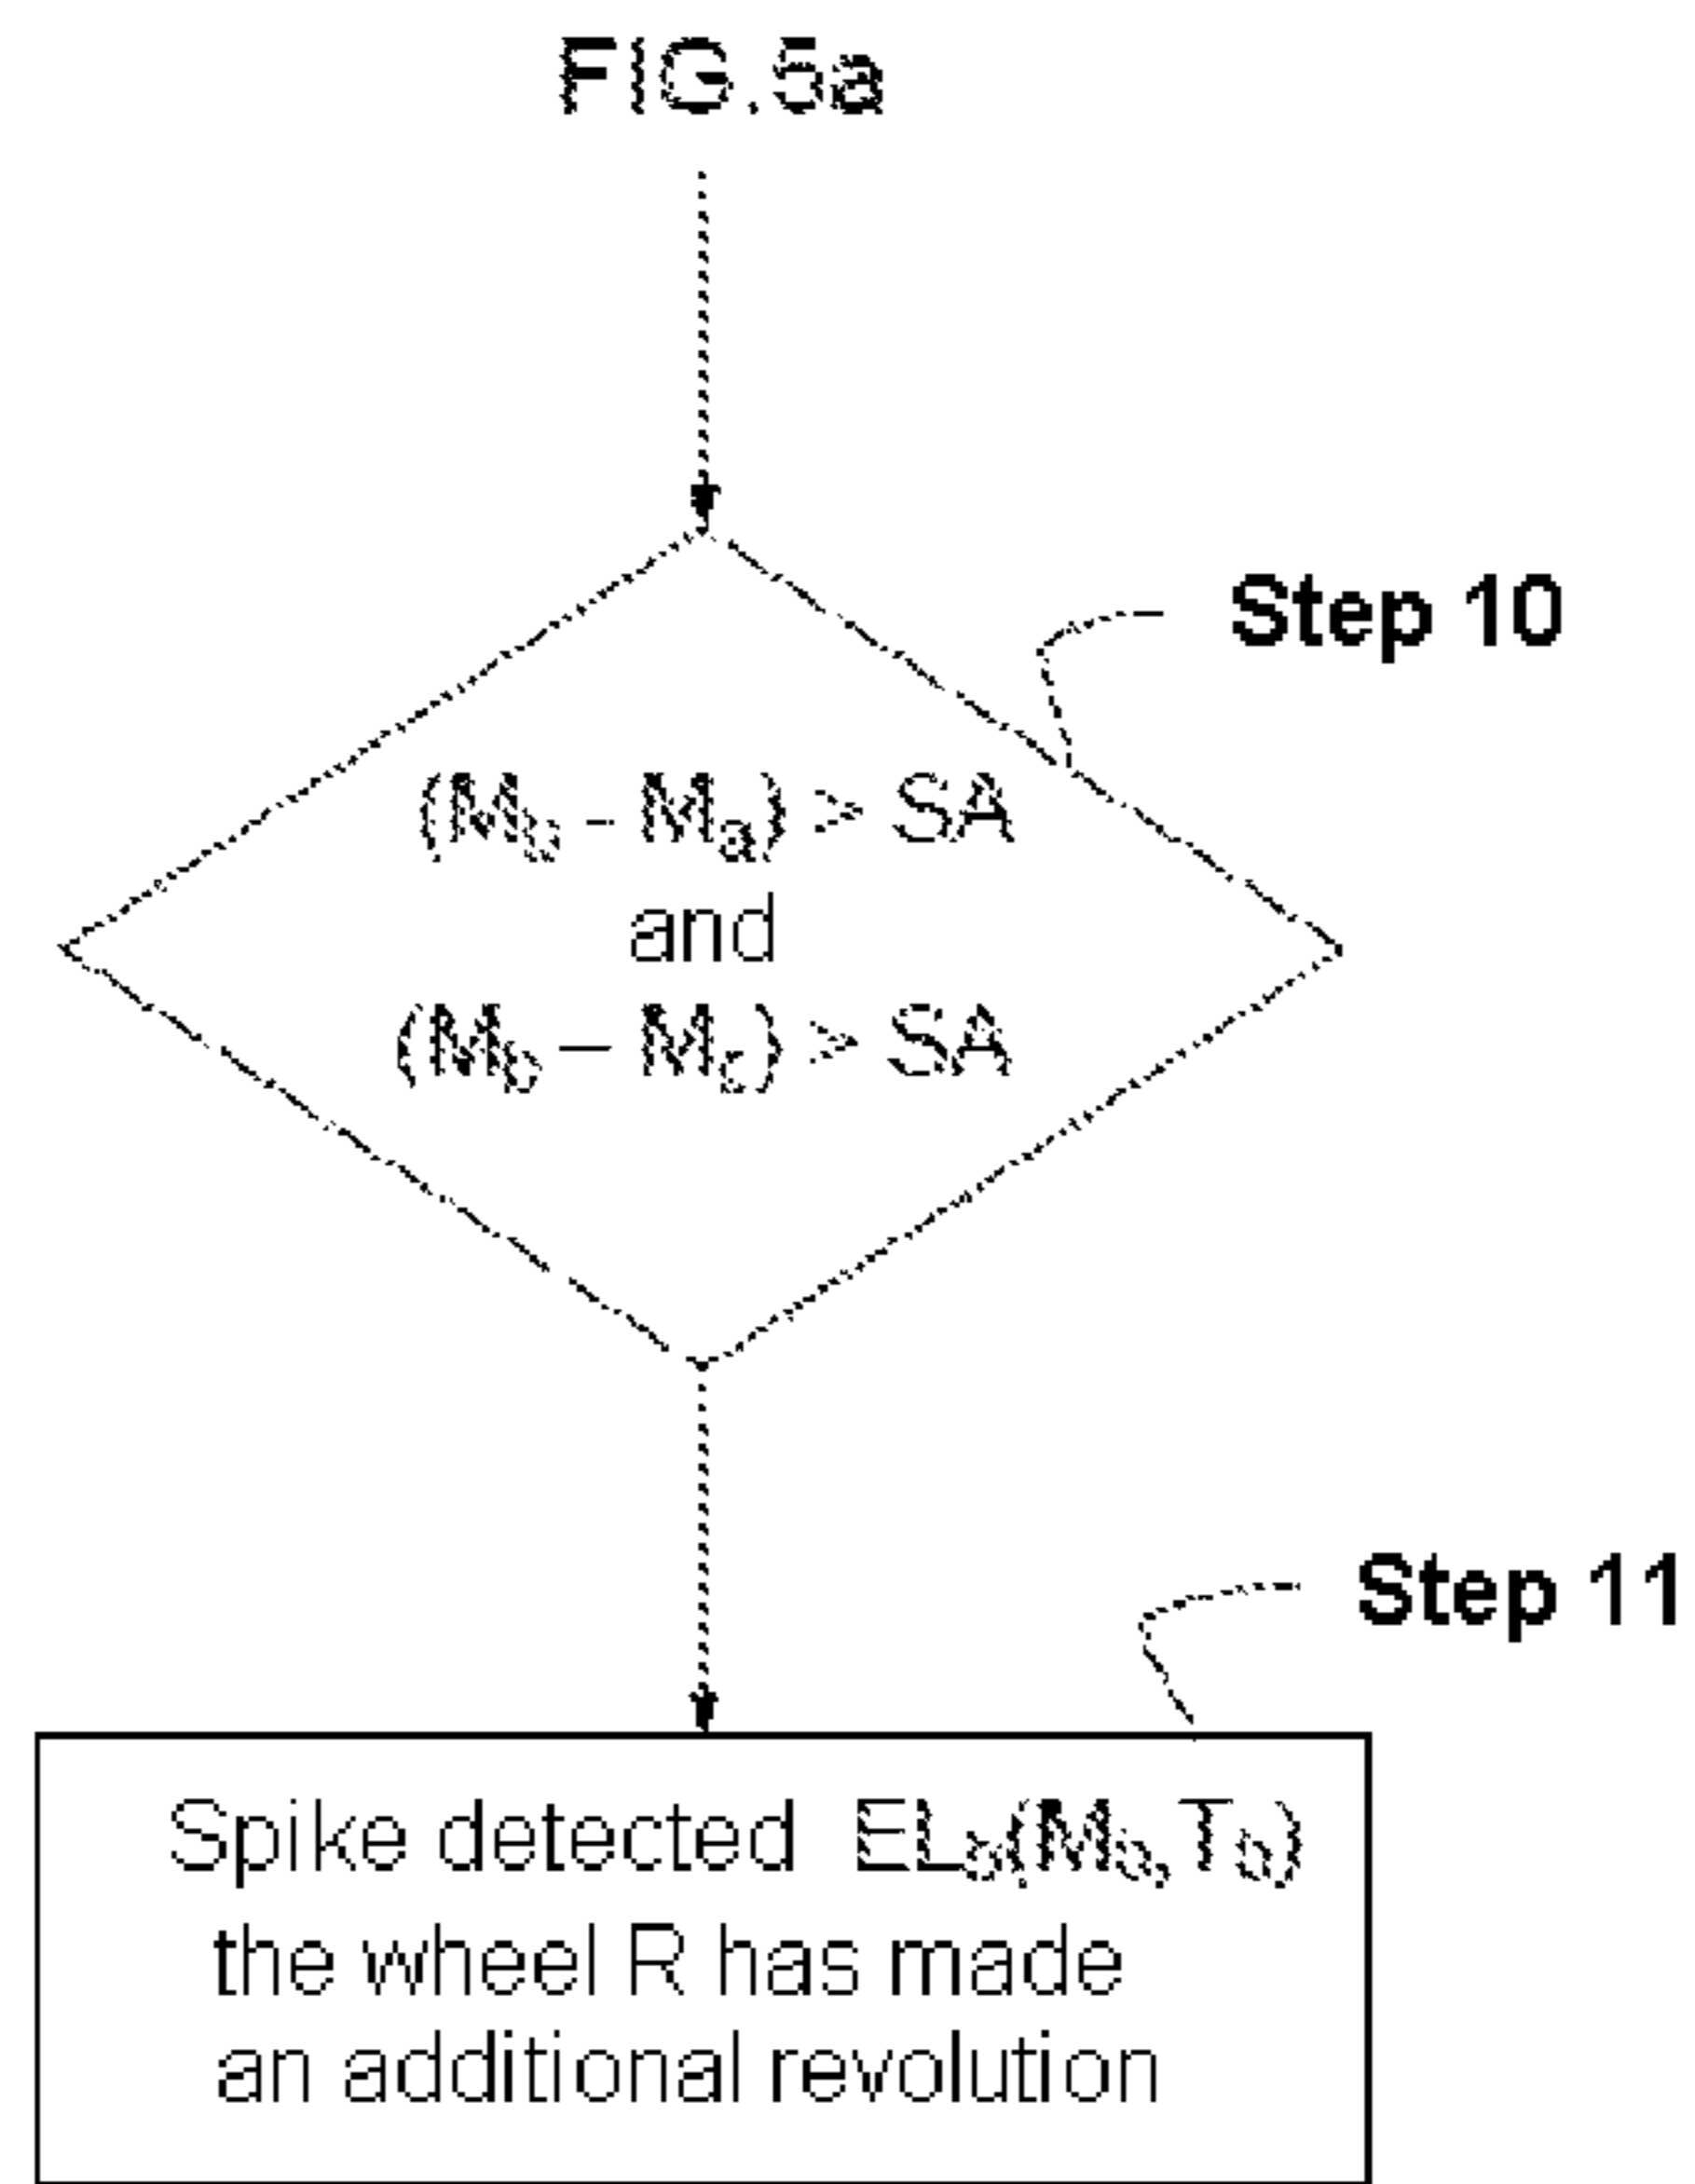 FIG.5a
Step 10
(Mb - Ma) > SA
and
(Mb – Mc) > SA
Step 11
Spike detected ELb(Mb, Tb)
the wheel R has made
an additional revolution